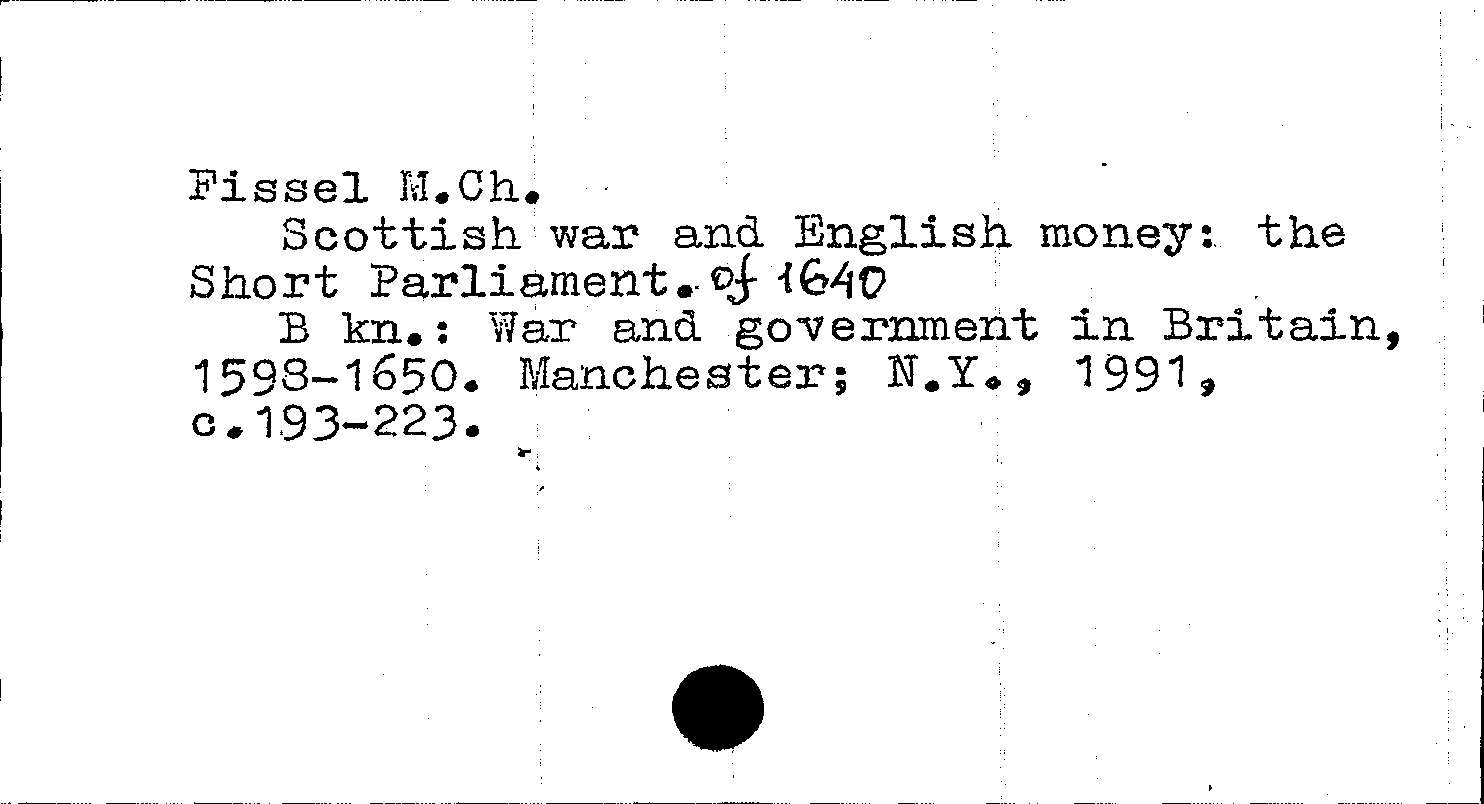 Fissel M.Ch.
Scottish war and English money: the
Short Parliament. of 1640
B kn.: War and government in Britain,
1598-1650. Manchester; N.Y., 1991,
c.193-223.